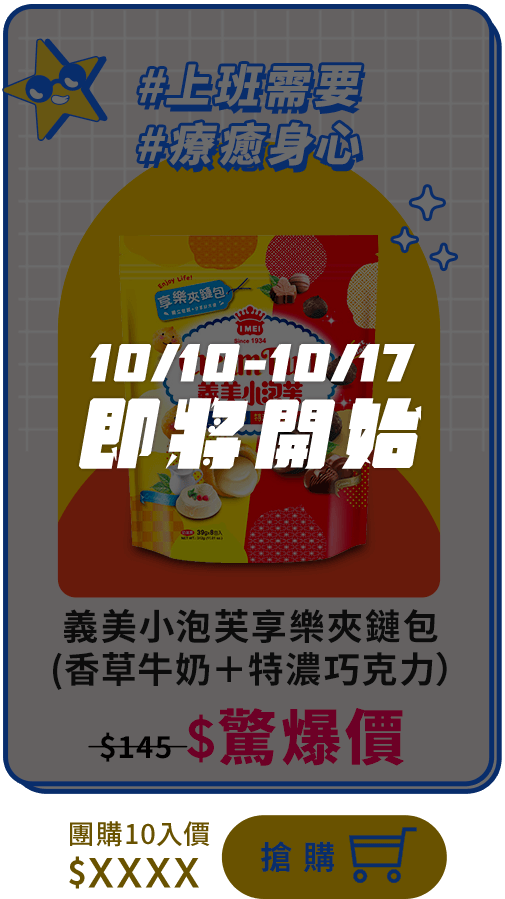 #上班需要
#療癒身心
Enjoy Life!
享樂夾鏈包
I MEI
Since 1934
10/10-10/17
義美小泡芙
即將開始
義美小泡芙享樂夾鏈包
(香草牛奶+特濃巧克力)
$145 $驚爆價
團購10入價
$XXXX
搶購